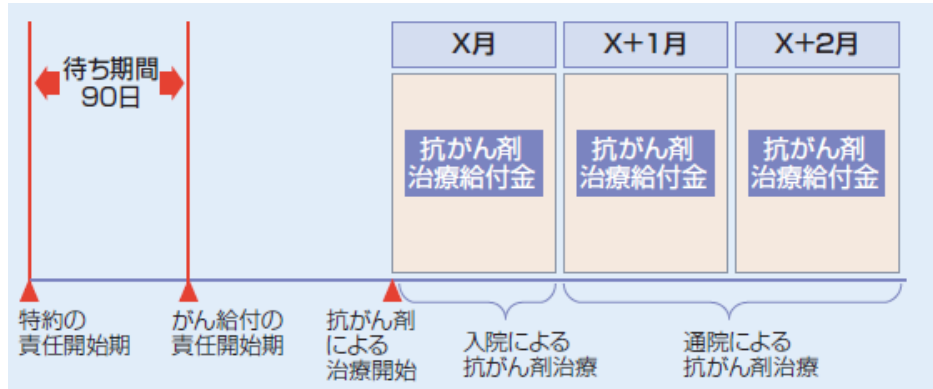 X月
X+1月
X+2月
待ち期間
90日
抗がん剤
治療給付金
抗がん剤
治療給付金
抗がん剤
治療給付金
特約の
責任開始期
がん給付の
責任開始期
抗がん剤
による
治療開始
入院による
抗がん剤治療
通院による
抗がん剤治療